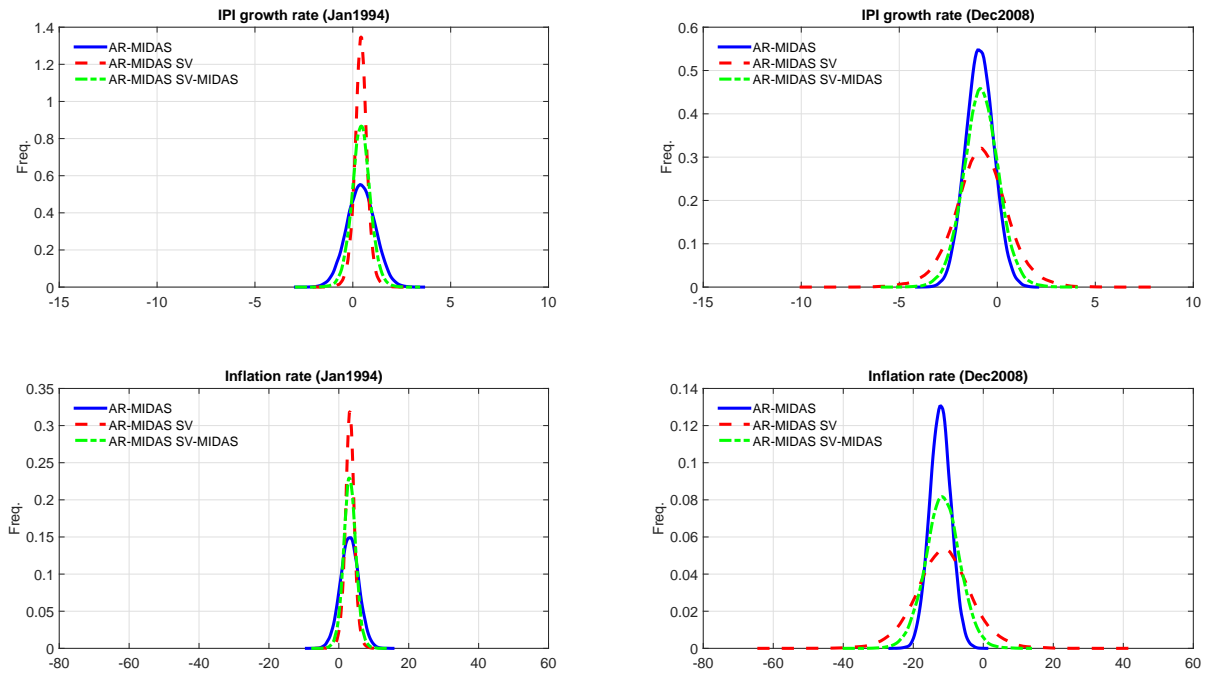 IPI growth rate (Jan1994)
1.4
1.2
1
0.8
0.6
0.4
0.2
0
Freq.
AR-MIDAS
AR-MIDAS SV
AR-MIDAS SV-MIDAS
-15 -10 -5 0 5 10
IPI growth rate (Dec2008)
0.6
0.5
0.4
0.3
0.2
0.1
0
Freq.
AR-MIDAS
AR-MIDAS SV
AR-MIDAS SV-MIDAS
-15 -10 -5 0 5 10
Inflation rate (Jan1994)
0.35
0.3
0.25
0.2
0.15
0.1
0.05
0
Freq.
AR-MIDAS
AR-MIDAS SV
AR-MIDAS SV-MIDAS
-80 -60 -40 -20 0 20 40 60
Inflation rate (Dec2008)
0.14
0.12
0.1
0.08
0.06
0.04
0.02
0
Freq.
AR-MIDAS
AR-MIDAS SV
AR-MIDAS SV-MIDAS
-80 -60 -40 -20 0 20 40 60